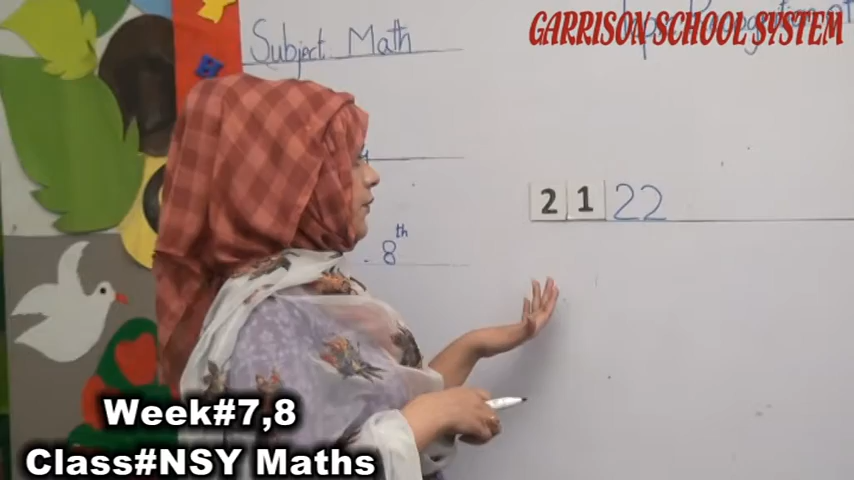 Subject Math
GARRISON SCHOOL SYSTEM
2 1 22
8th
Week#7,8
Class#NSY Maths